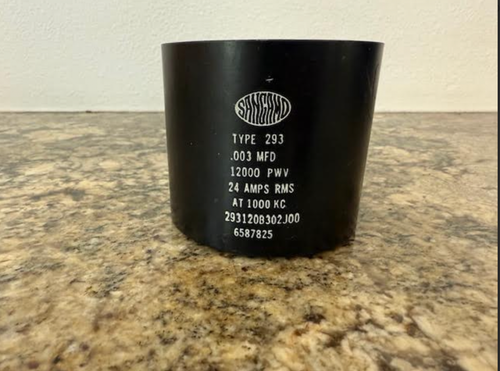 SANGAMO
TYPE 293
.003 MFD
12000 PWV
24 AMPS RMS
AT 1000 KC
293120B302J00
6587825